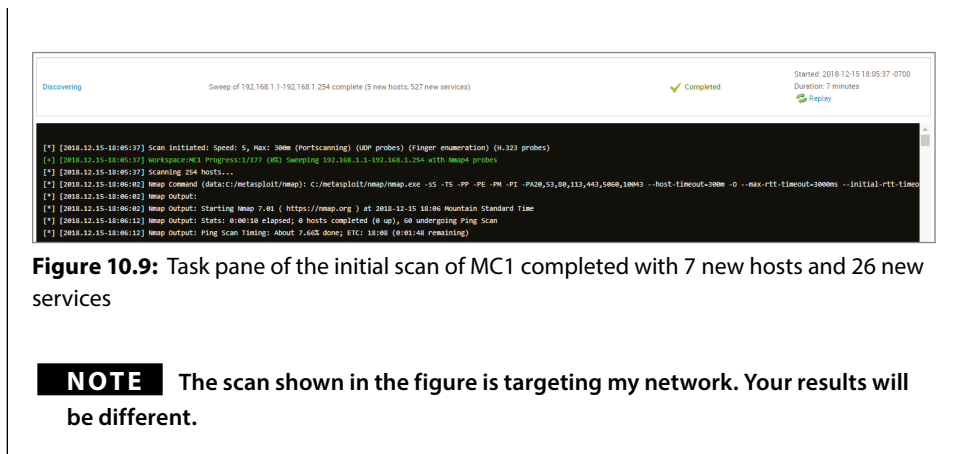 Discovering
Sweep of 192.168.1.1-192.168.1.254 complete (5 new hosts, 527 new services)
Completed
Started: 2018-12-15 18:05:37 -0700
Duration: 7 minutes
Replay
[*] [2018.12.15-18:05:37] Scan initiated: Speed: 5, Max: 300m (Portscanning) (UDP probes) (Finger enumeration) (H.323 probes)
[+] [2018.12.15-18:05:37] Workspace:MC1 Progress:1/177 (0%) Sweeping 192.168.1.1-192.168.1.254 with Nmap4 probes
[*] [2018.12.15-18:05:37] Scanning 254 hosts...
[*] [2018.12.15-18:06:02] Nmap Command (data:C:/metasploit/nmap): C:/metasploit/nmap/nmap.exe -sS -T5 -PP -PE -PM -PI -PA20,53,80,113,443,5060,10043 --host-timeout=300m -O --max-rtt-timeout=3000ms --initial-rtt-timeo
[*] [2018.12.15-18:06:02] Nmap Output:
[*] [2018.12.15-18:06:02] Nmap Output: Starting Nmap 7.01 ( https://nmap.org ) at 2018-12-15 18:06 Mountain Standard Time
[*] [2018.12.15-18:06:12] Nmap Output: Stats: 0:00:10 elapsed; 0 hosts completed (0 up), 60 undergoing Ping Scan
[*] [2018.12.15-18:06:12] Nmap Output: Ping Scan Timing: About 7.66% done; ETC: 18:08 (0:01:48 remaining)
Figure 10.9: Task pane of the initial scan of MC1 completed with 7 new hosts and 26 new
services
NOTE The scan shown in the figure is targeting my network. Your results will
be different.